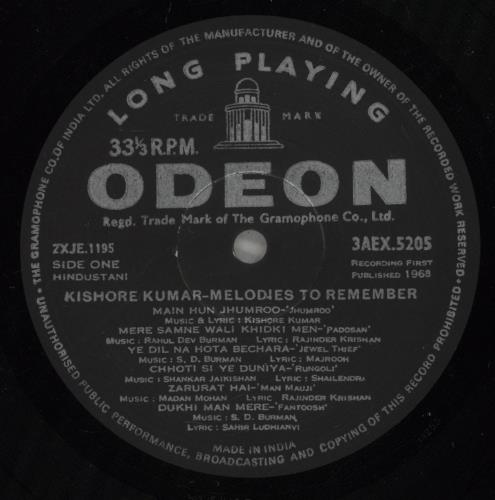 UNAUTHORISED PUBLIC PERFORMANCE, BROADCASTING AND COPYING OF THIS RECORD PROHIBITED • THE GRAMOPHONE CO. OF INDIA LTD. ALL RIGHTS OF THE MANUFACTURER AND OF THE OWNER OF THE RECORDED WORK RESERVED •
LONG PLAYING
TRADE MARK
33⅓ R.P.M.
ODEON
Regd. Trade Mark of The Gramophone Co., Ltd.
2XJE.1195 3AEX.5205
SIDE ONE RECORDING FIRST
HINDUSTANI PUBLISHED 1968
KISHORE KUMAR-MELODIES TO REMEMBER
MAIN HUN JHUMROO-'JHUMROO'
MUSIC & LYRIC : KISHORE KUMAR
MERE SAMNE WALI KHIDKI MEN-'PADOSAN'
MUSIC : RAHUL DEV BURMAN LYRIC : RAJINDER KRISHAN
YE DIL NA HOTA BECHARA-'JEWEL THIEF'
MUSIC : S. D. BURMAN LYRIC : MAJROOH
CHHOTI SI YE DUNIYA-'RUNGOLI'
MUSIC : SHANKAR JAIKISHAN LYRIC : SHAILENDRA
ZARURAT HAI-'MAN MAUJI'
MUSIC : MADAN MOHAN LYRIC : RAJINDER KRISHAN
DUKHI MAN MERE-'FANTOOSH'
MUSIC : S. D. BURMAN
LYRIC : SAHIR LUDHIANVI
MADE IN INDIA